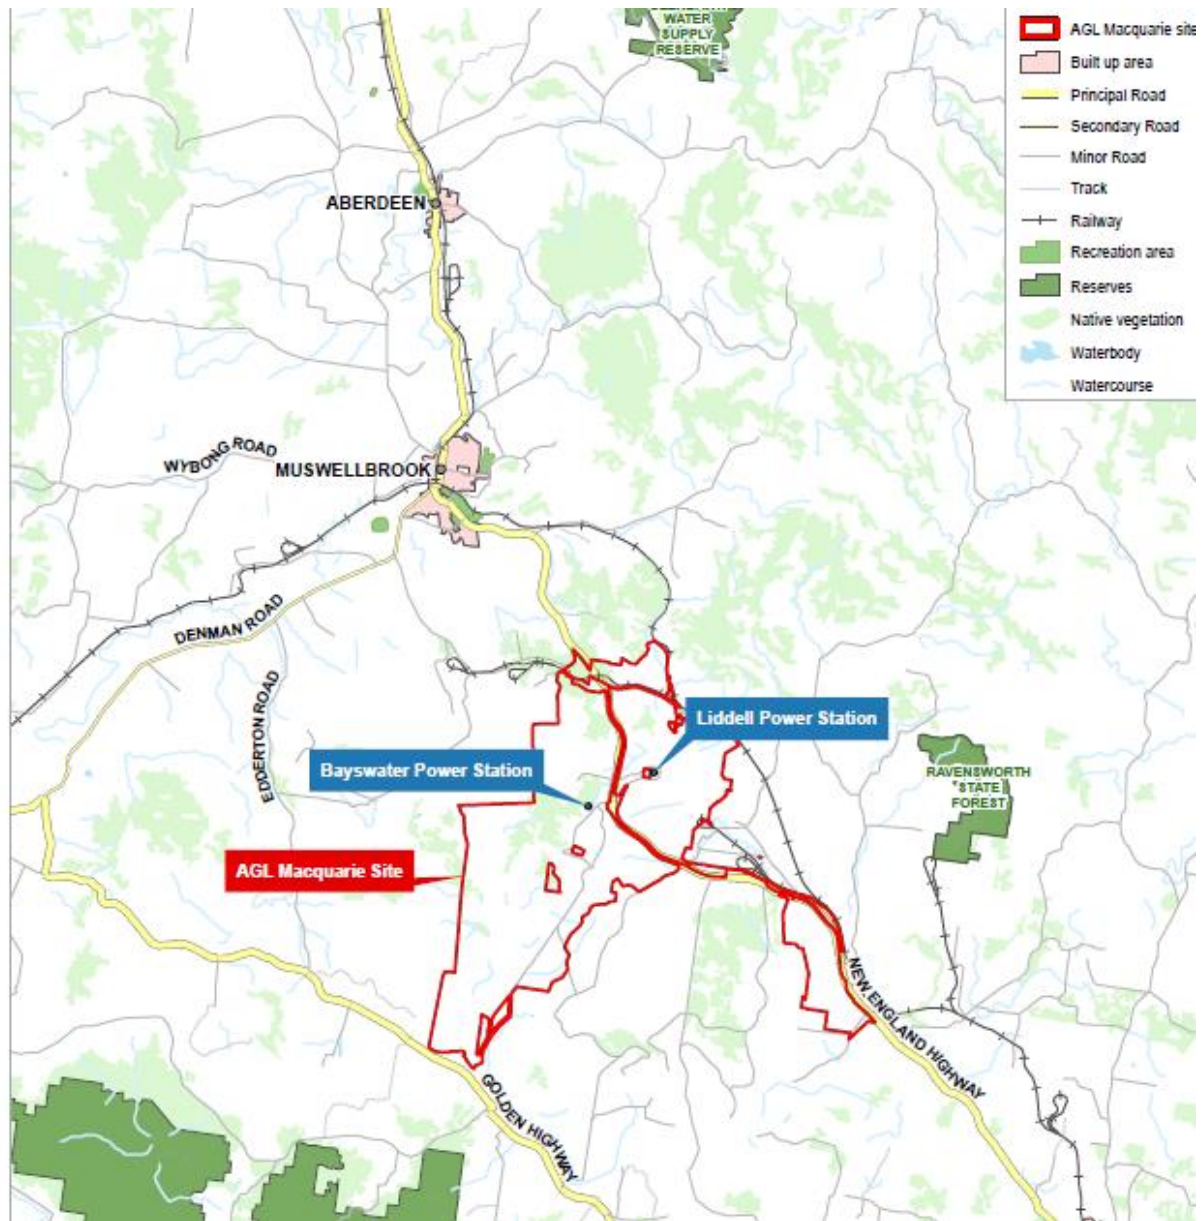 WATER
SUPPLY
RESERVE
AGL Macquarie site
Built up area
Principal Road
Secondary Road
Minor Road
Track
Railway
Recreation area
Reserves
Native vegetation
Waterbody
Watercourse
ABERDEEN
WYBONG ROAD
MUSWELLBROOK
DENMAN ROAD
EDDERTON ROAD
Liddell Power Station
Bayswater Power Station
RAVENSWORTH
STATE
FOREST
AGL Macquarie Site
NEW ENGLAND HIGHWAY
GOLDEN HIGHWAY